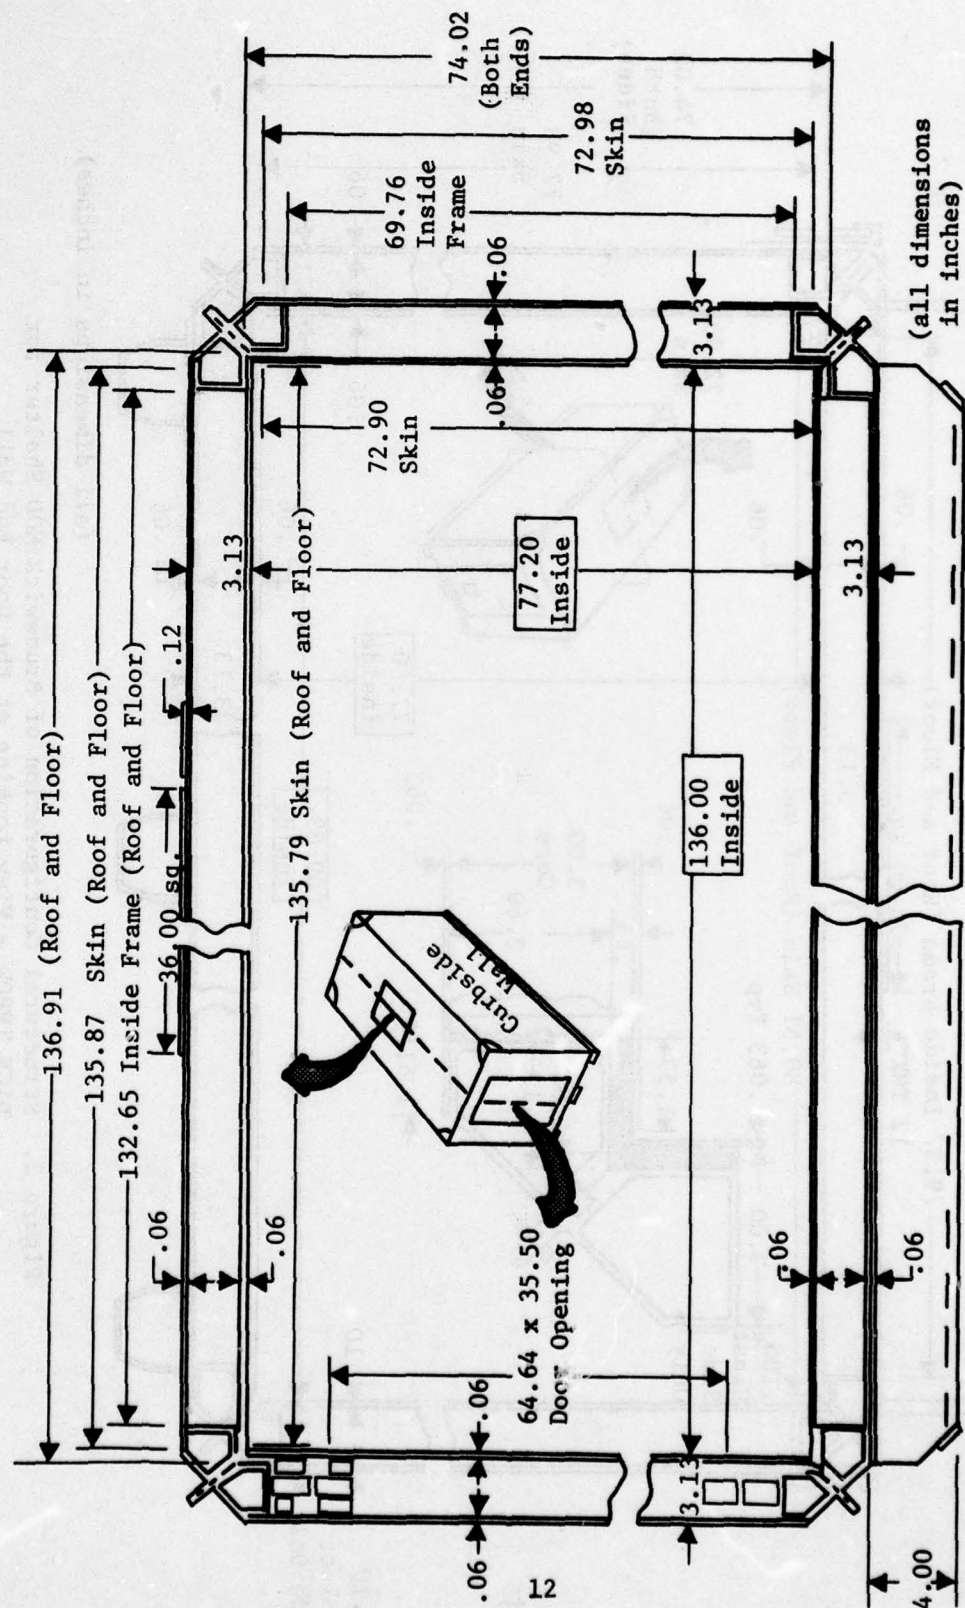 136.91 (Roof and Floor)
135.87 Skin (Roof and Floor)
132.65 Inside Frame (Roof and Floor)
36.00 sq.
.12
.06
.06
3.13
135.79 Skin (Roof and Floor)
72.90
Skin
77.20
Inside
136.00
Inside
Curbside
Wall
64.64 x 35.50
Door Opening
.06
.06
3.13
.06
.06
3.13
.06
.06
3.13
4.00
69.76
Inside
Frame
72.98
Skin
74.02
(Both
Ends)
(all dimensions
in inches)
12